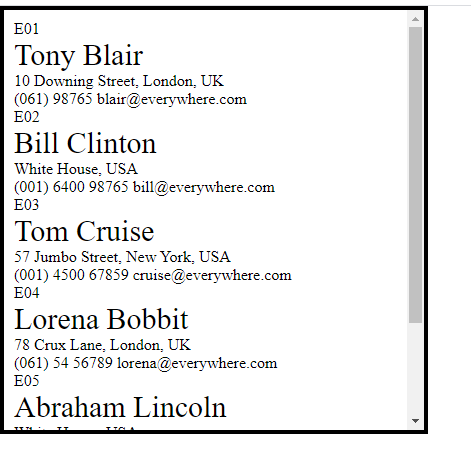 E01
Tony Blair
10 Downing Street, London, UK
(061) 98765 blair@everywhere.com
E02
Bill Clinton
White House, USA
(001) 6400 98765 bill@everywhere.com
E03
Tom Cruise
57 Jumbo Street, New York, USA
(001) 4500 67859 cruise@everywhere.com
E04
Lorena Bobbit
78 Crux Lane, London, UK
(061) 54 56789 lorena@everywhere.com
E05
Abraham Lincoln